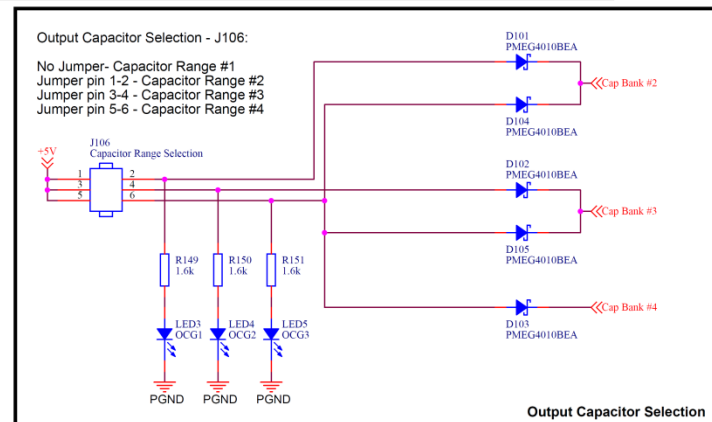 Output Capacitor Selection - J106:
No Jumper- Capacitor Range #1
Jumper pin 1-2 - Capacitor Range #2
Jumper pin 3-4 - Capacitor Range #3
Jumper pin 5-6 - Capacitor Range #4
D101
PMEG4010BEA
Cap Bank #2
D104
PMEG4010BEA
J106
Capacitor Range Selection
+5V
1 2
3 4
5 6
D102
PMEG4010BEA
Cap Bank #3
D105
PMEG4010BEA
R149
1.6k
R150
1.6k
R151
1.6k
Cap Bank #4
D103
PMEG4010BEA
LED3
OCG1
LED4
OCG2
LED5
OCG3
PGND PGND PGND
Output Capacitor Selection